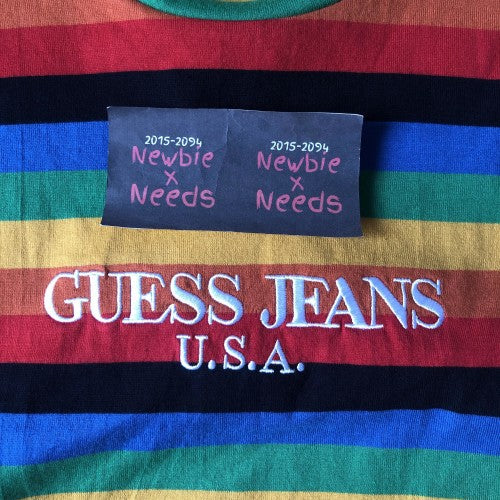 2015-2094
Newbie
x
Needs
2015-2094
Newbie
x
Needs
GUESS JEANS
U.S.A.